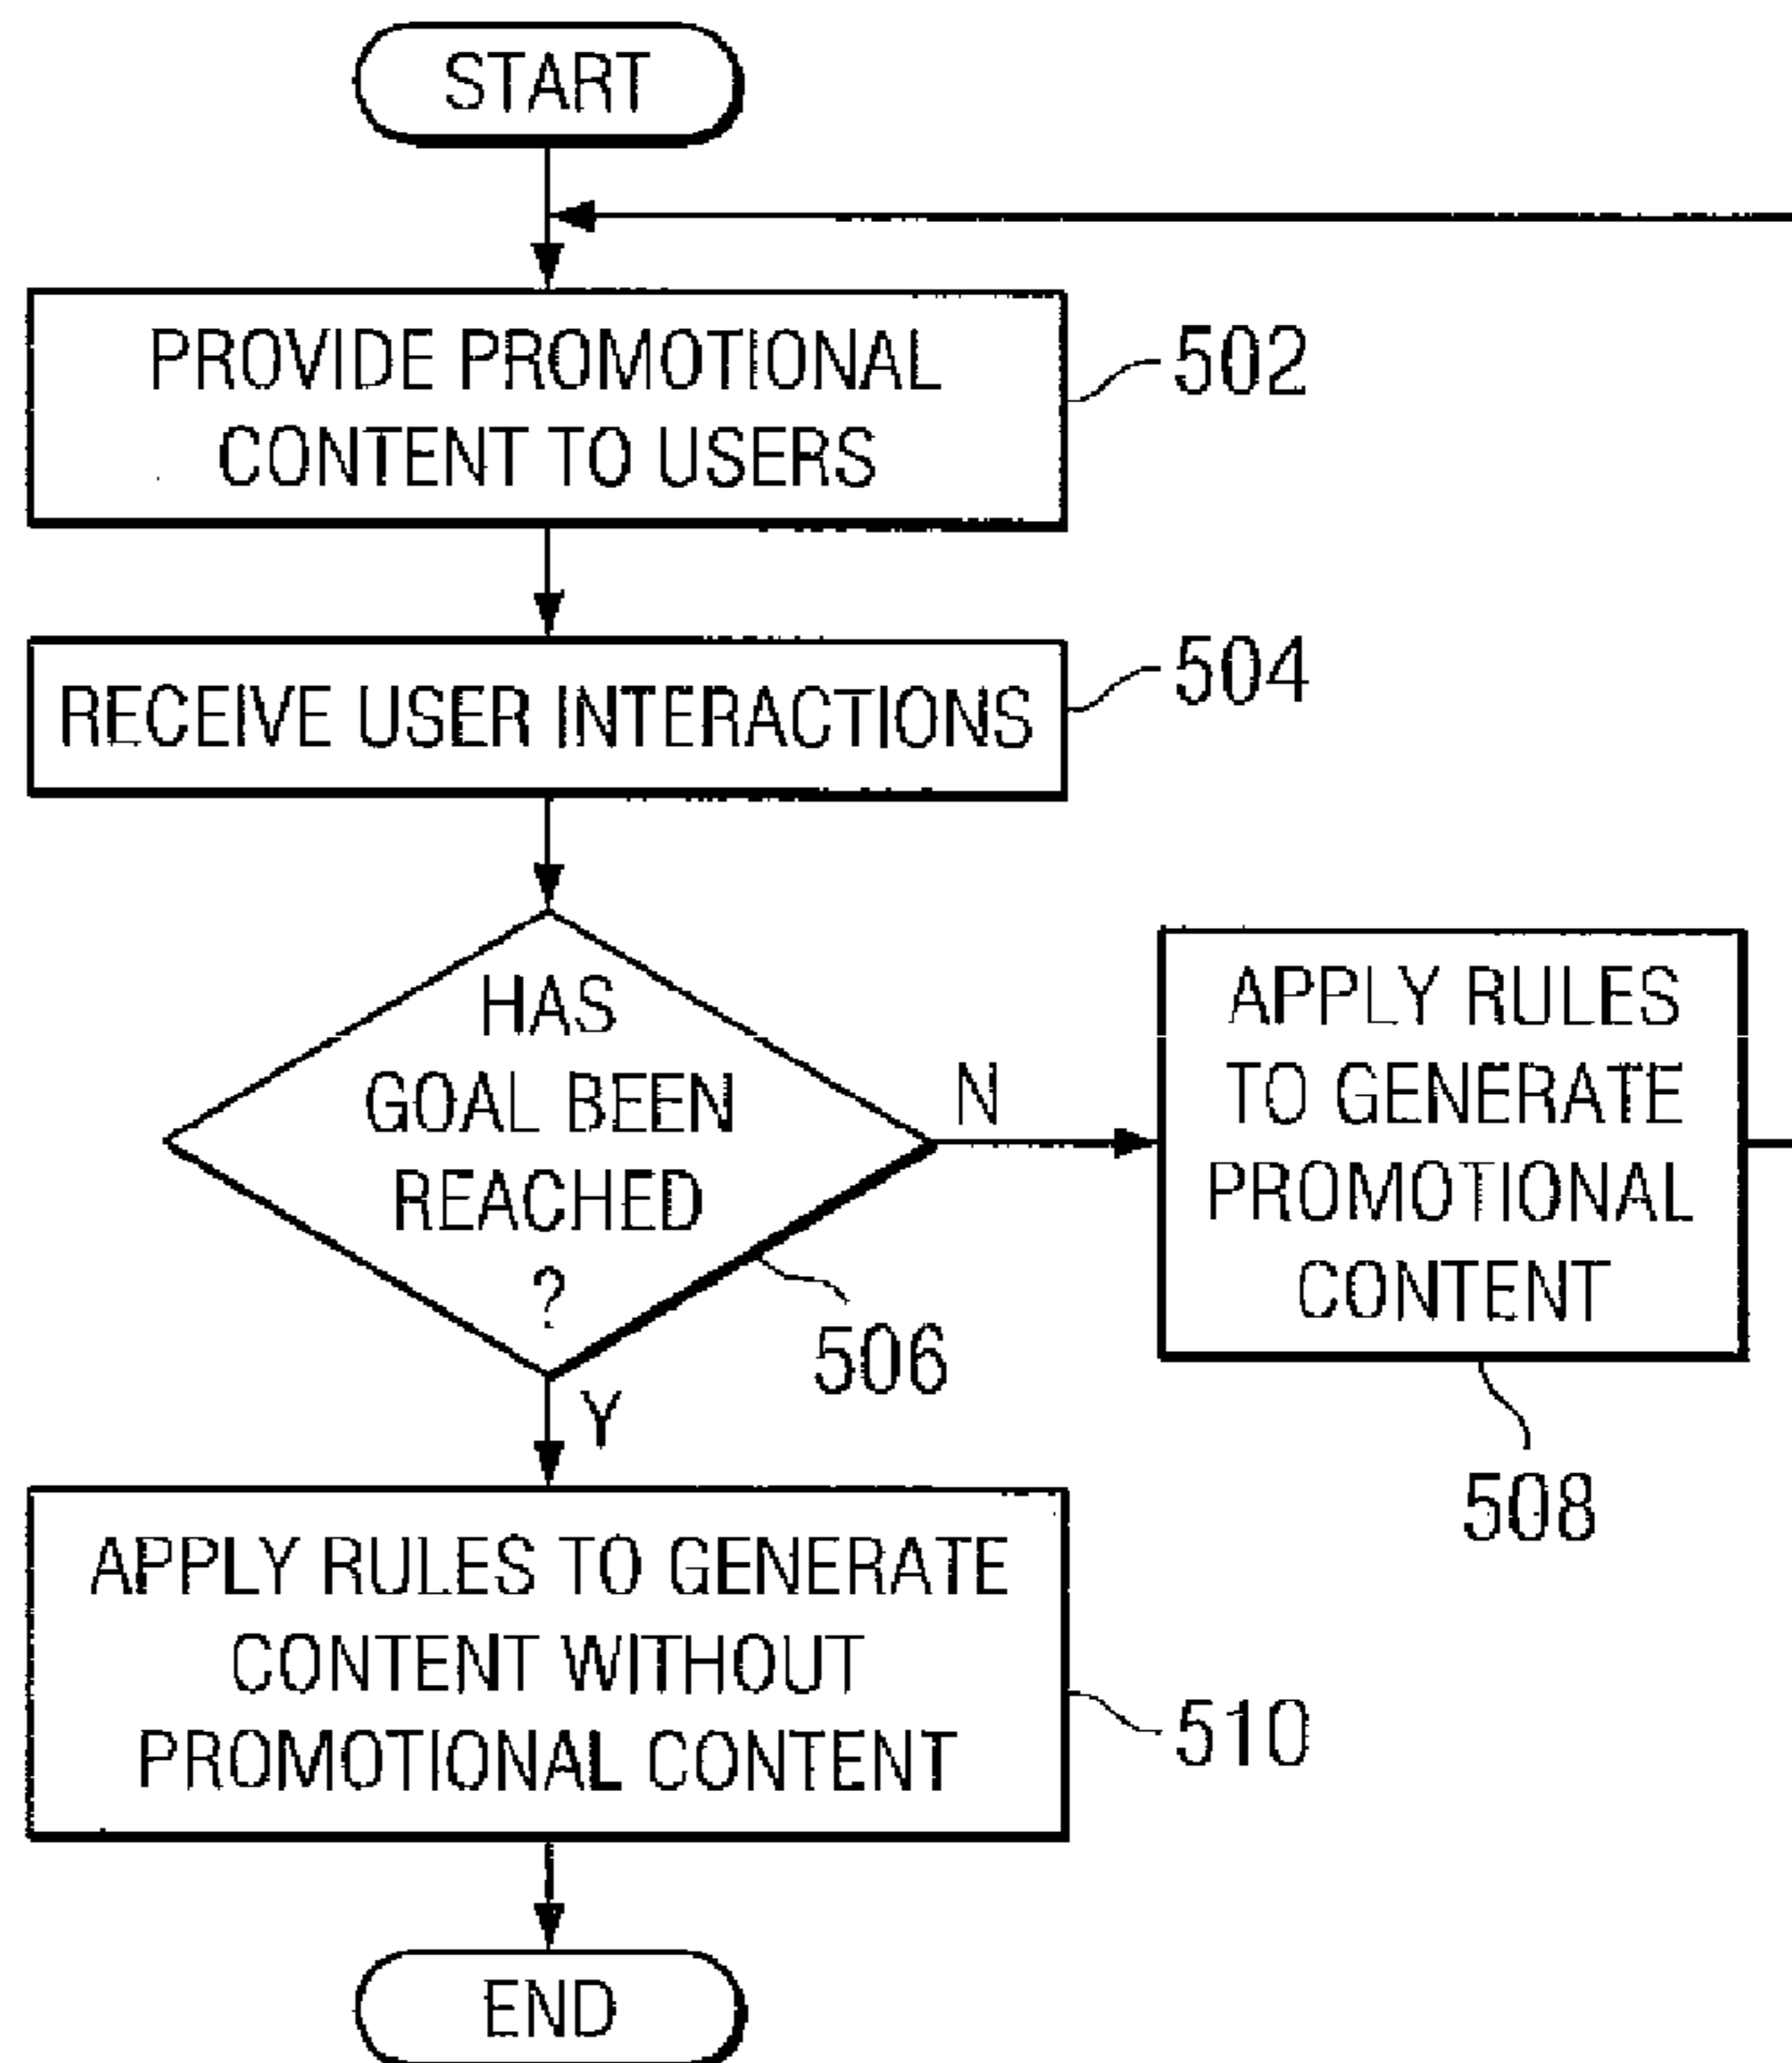 START
PROVIDE PROMOTIONAL
CONTENT TO USERS
502
RECEIVE USER INTERACTIONS
504
HAS
GOAL BEEN
REACHED
?
506
N
APPLY RULES
TO GENERATE
PROMOTIONAL
CONTENT
508
Y
APPLY RULES TO GENERATE
CONTENT WITHOUT
PROMOTIONAL CONTENT
510
END